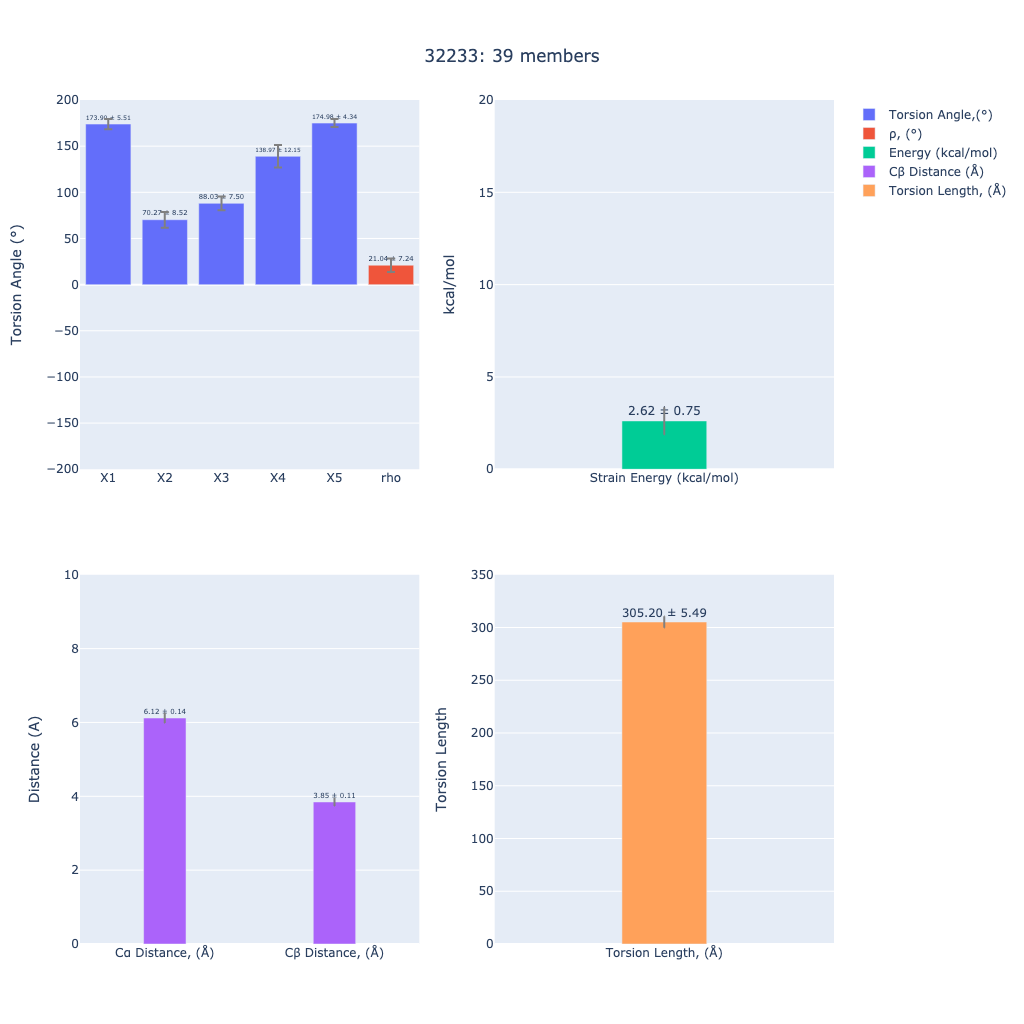 32233: 39 members
Torsion Angle (°)
200
150
100
50
0
−50
−100
−150
−200
70.27 ± 8.52
88.03 ± 7.50
138.97 ± 12.15
174.98 ± 4.34
21.04 ± 7.24
X1 X2 X3 X4 X5 rho
kcal/mol
20
15
10
5
0
2.62 ± 0.75
Strain Energy (kcal/mol)
Torsion Angle,(°)
ρ, (°)
Energy (kcal/mol)
Cβ Distance (Å)
Torsion Length, (Å)
Distance (A)
10
8
6
4
2
0
6.12 ± 0.14
3.85 ± 0.11
Cα Distance, (Å) Cβ Distance, (Å)
Torsion Length
350
300
250
200
150
100
50
0
305.20 ± 5.49
Torsion Length, (Å)